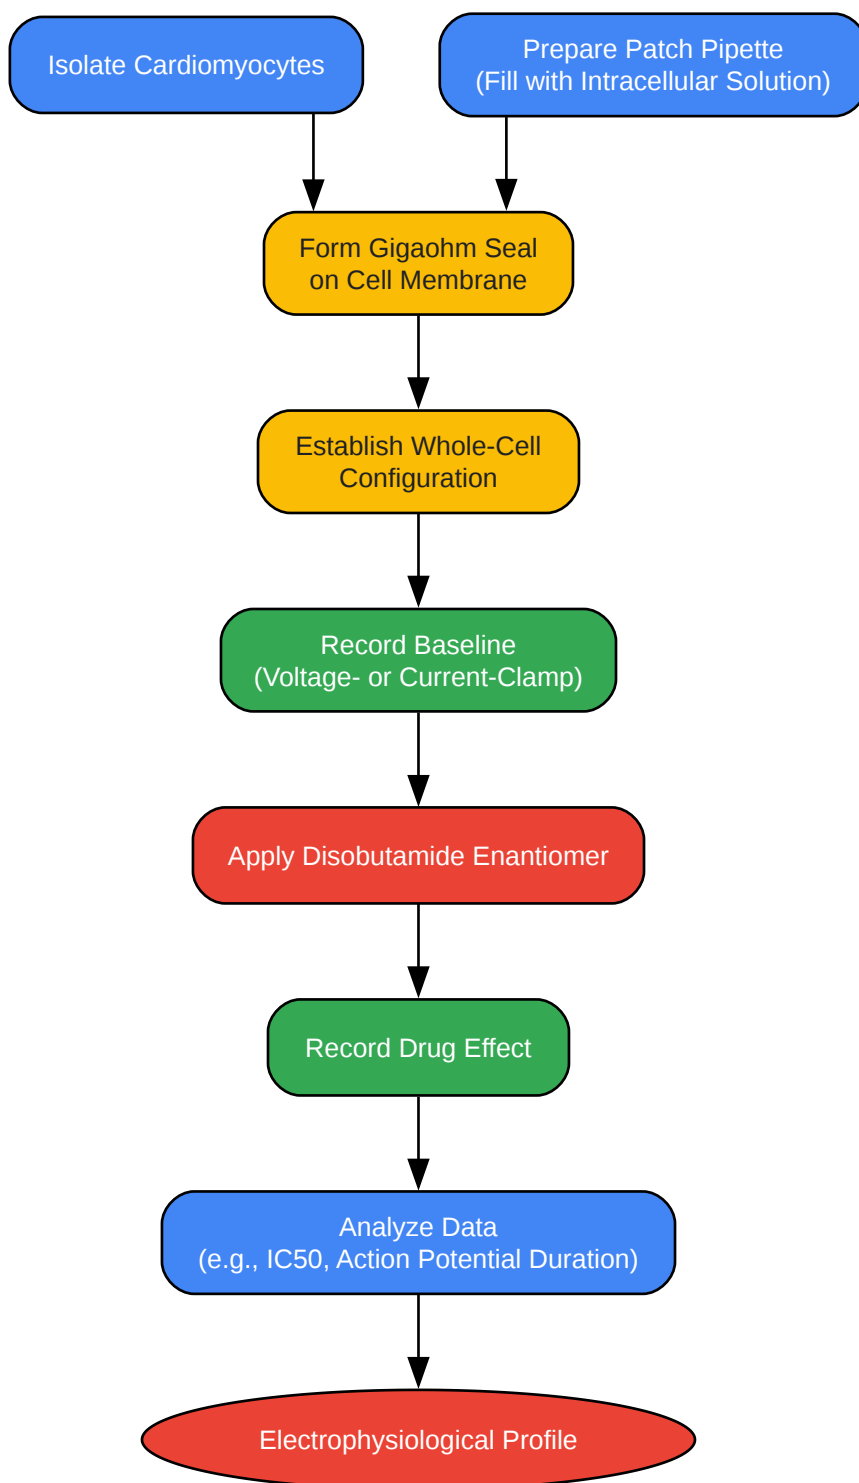 Isolate Cardiomyocytes
Prepare Patch Pipette
(Fill with Intracellular Solution)
Form Gigaohm Seal
on Cell Membrane
Establish Whole-Cell
Configuration
Record Baseline
(Voltage- or Current-Clamp)
Apply Disobutamide Enantiomer
Record Drug Effect
Analyze Data
(e.g., IC50, Action Potential Duration)
Electrophysiological Profile